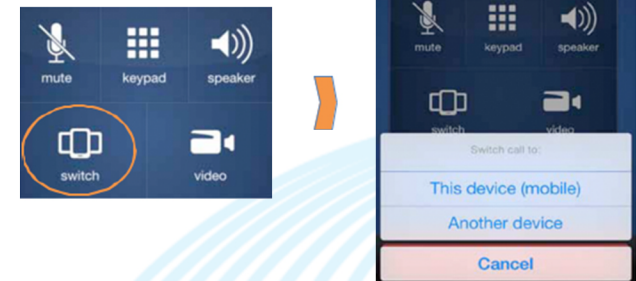 mute keypad speaker
switch video
mute keypad speaker
switch video
Switch call to:
This device (mobile)
Another device
Cancel